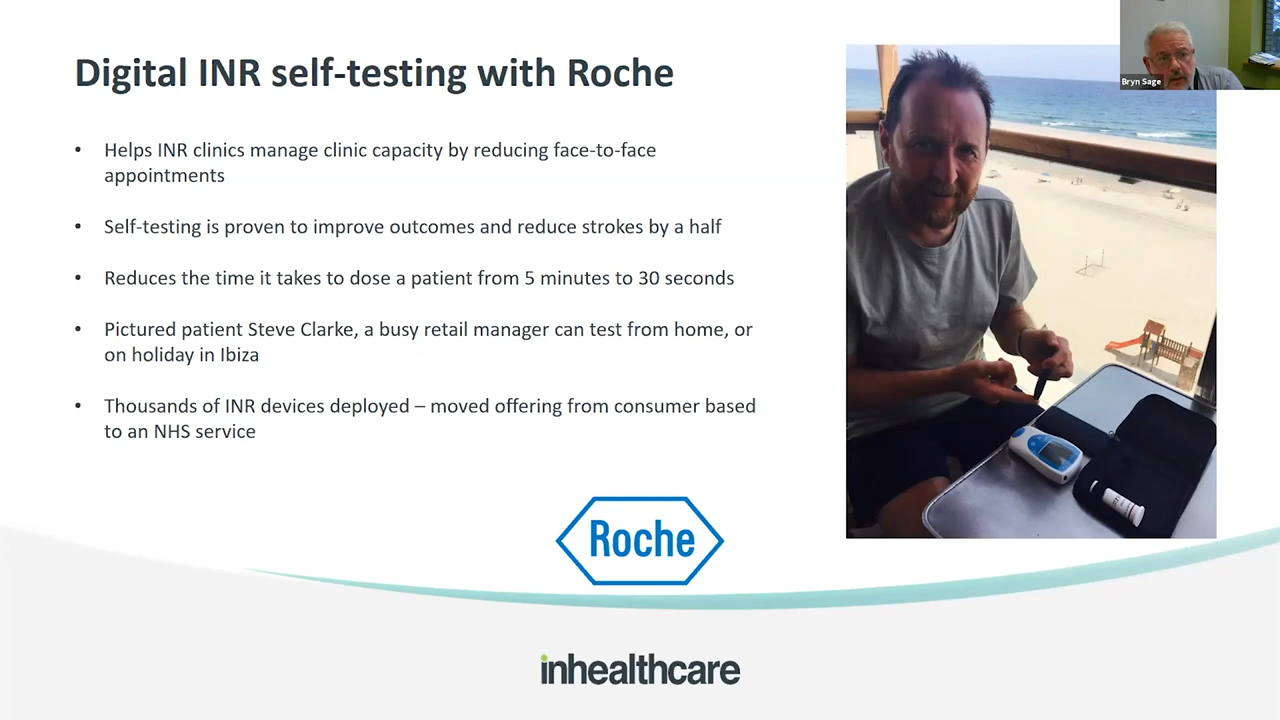 Digital INR self-testing with Roche
Bryn Sage
• Helps INR clinics manage clinic capacity by reducing face-to-face
appointments
• Self-testing is proven to improve outcomes and reduce strokes by a half
• Reduces the time it takes to dose a patient from 5 minutes to 30 seconds
• Pictured patient Steve Clarke, a busy retail manager can test from home, or
on holiday in Ibiza
• Thousands of INR devices deployed – moved offering from consumer based
to an NHS service
Roche
inhealthcare